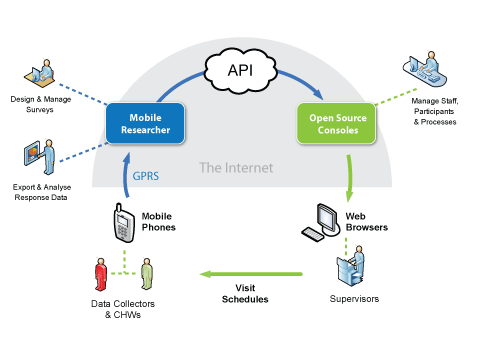 API
Design & Manage
Surveys
Mobile
Researcher
Open Source
Consoles
Manage Staff,
Participants
& Processes
The Internet
GPRS
Export & Analyse
Response Data
Mobile
Phones
Web
Browsers
Visit
Schedules
Data Collectors
& CHWs
Supervisors